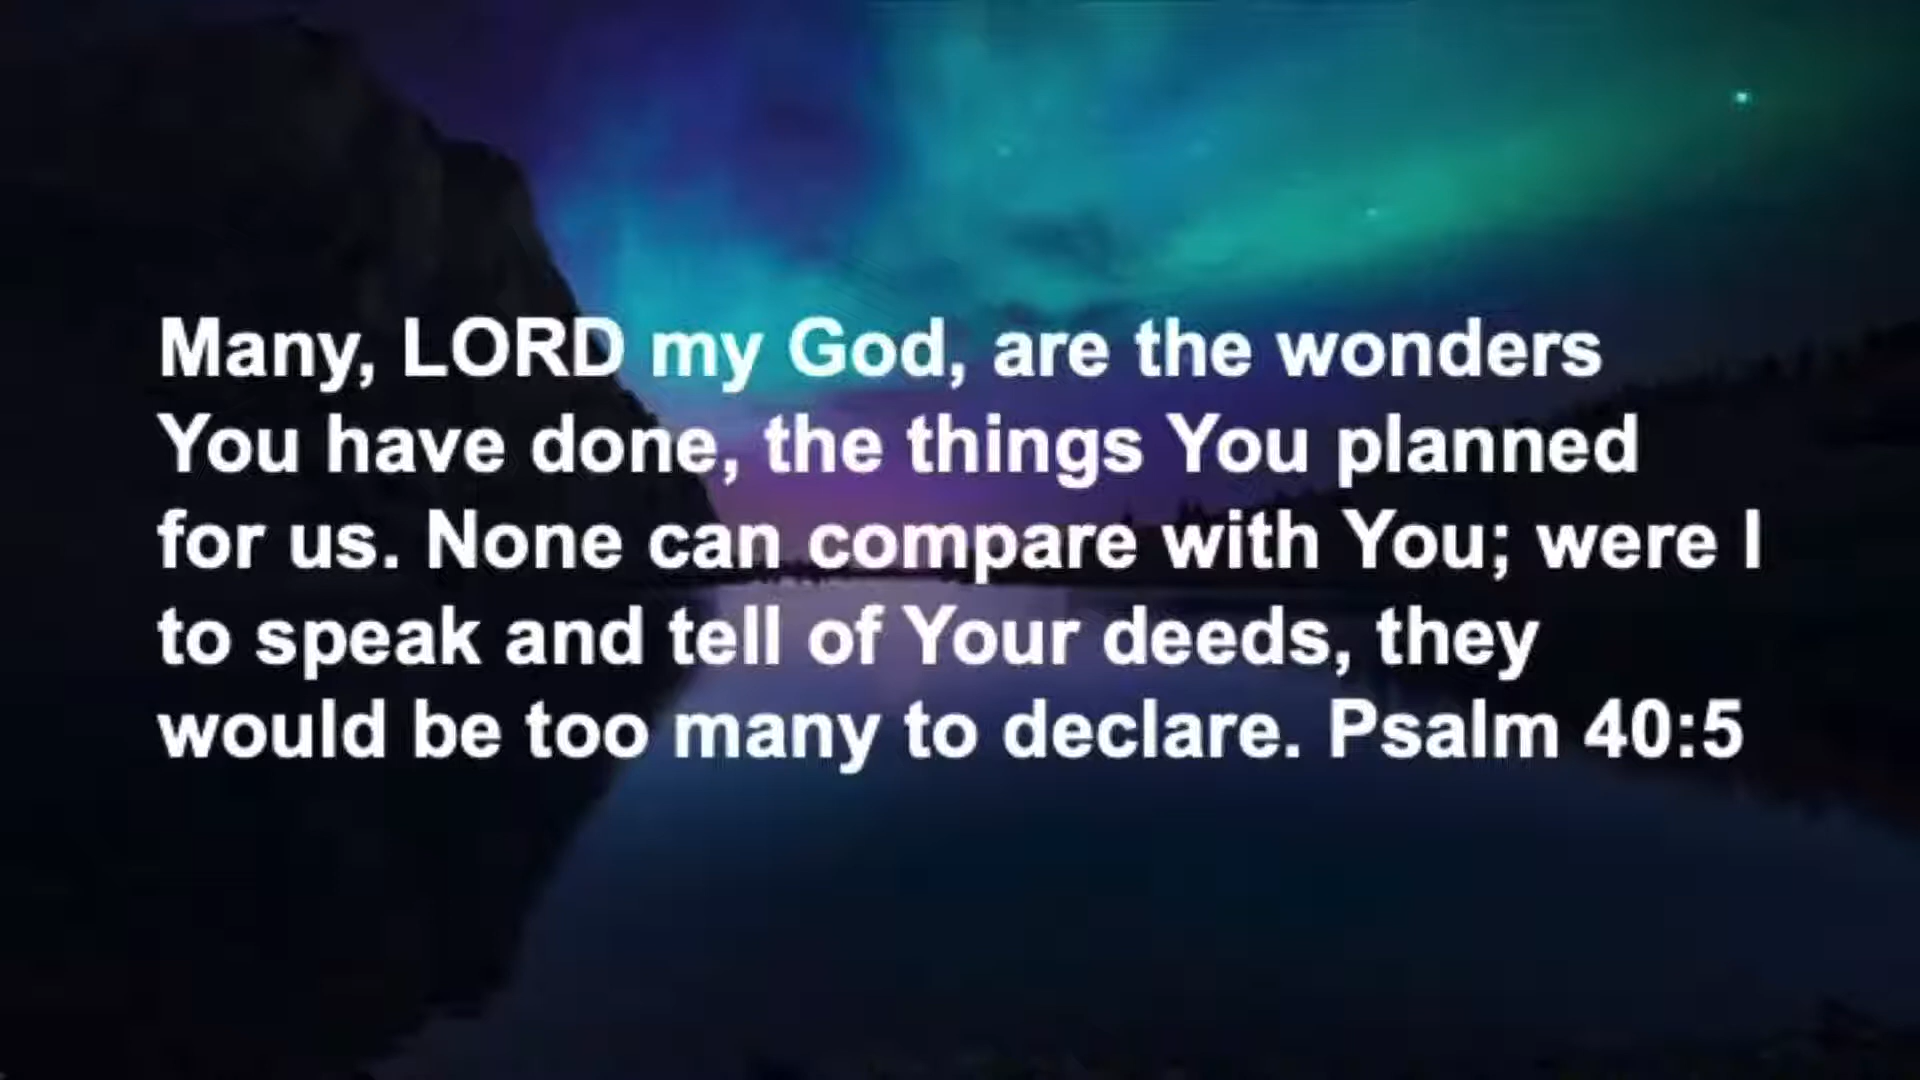 Many, LORD my God, are the wonders
You have done, the things You planned
for us. None can compare with You; were I
to speak and tell of Your deeds, they
would be too many to declare. Psalm 40:5